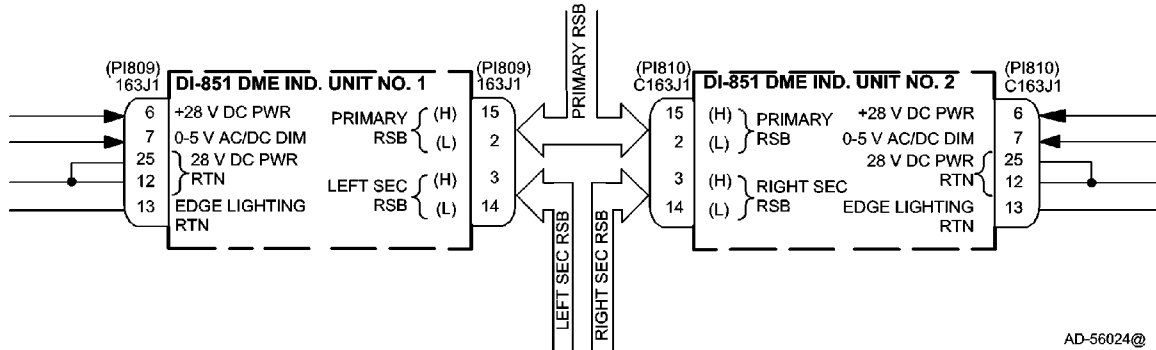 PRIMARY RSB
(PI809)
163J1
DI-851 DME IND. UNIT NO. 1
(PI809)
163J1
6 +28 V DC PWR
7 0-5 V AC/DC DIM
25 28 V DC PWR
12 RTN
13 EDGE LIGHTING
RTN
PRIMARY (H) 15
RSB (L) 2
LEFT SEC (H) 3
RSB (L) 14
LEFT SEC RSB
RIGHT SEC RSB
(PI810)
C163J1
DI-851 DME IND. UNIT NO. 2
(PI810)
C163J1
15 (H) PRIMARY
2 (L) RSB
3 (H) RIGHT SEC
14 (L) RSB
+28 V DC PWR 6
0-5 V AC/DC DIM 7
28 V DC PWR 25
RTN 12
EDGE LIGHTING 13
RTN
AD-56024@